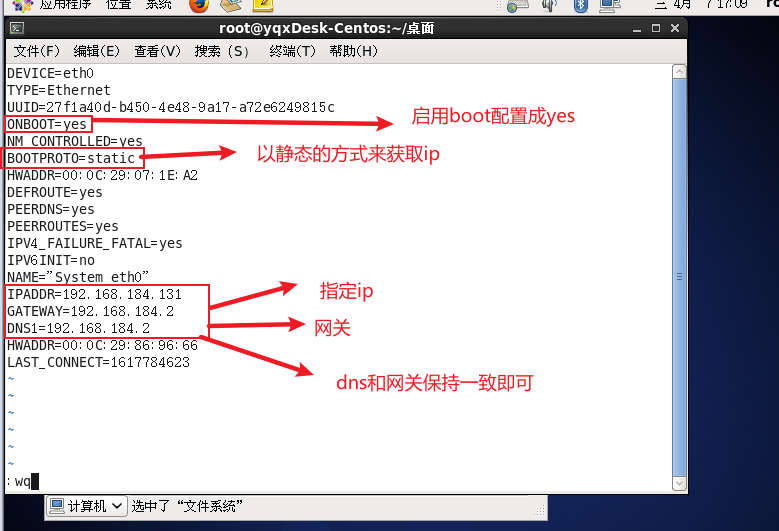 应用程序 位置 系统
三 4月 7 17:09
root@yqxDesk-Centos:~/桌面
文件(F) 编辑(E) 查看(V) 搜索(S) 终端(T) 帮助(H)
DEVICE=eth0
TYPE=Ethernet
UUID=27f1a40d-b450-4e48-9a17-a72e6249815c
ONBOOT=yes
启用boot配置成yes
NM_CONTROLLED=yes
BOOTPROTO=static
以静态的方式来获取ip
HWADDR=00:0C:29:07:1E:A2
DEFROUTE=yes
PEERDNS=yes
PEERROUTES=yes
IPV4_FAILURE_FATAL=yes
IPV6INIT=no
NAME="System eth0"
IPADDR=192.168.184.131
指定ip
GATEWAY=192.168.184.2
DNS1=192.168.184.2
网关
HWADDR=00:0C:29:86:96:66
LAST_CONNECT=1617784623
dns和网关保持一致即可
~
~
~
~
~
~
:wq
计算机 选中了“文件系统”